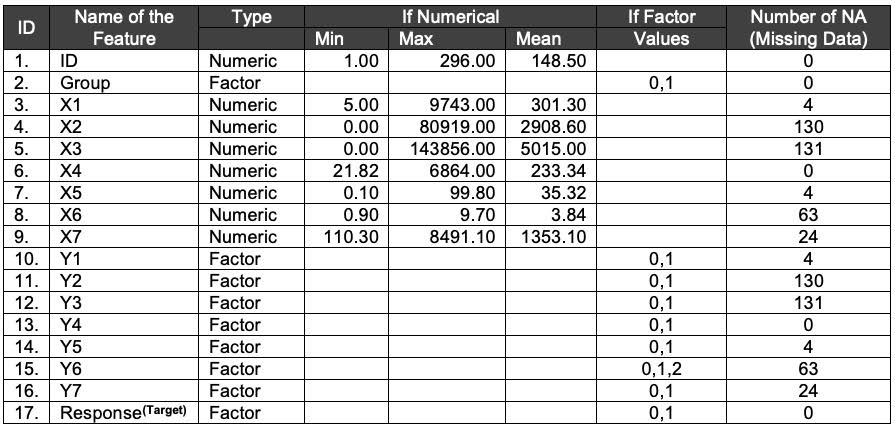 ID Name of the Feature Type If Numerical If Factor Number of NA (Missing Data)
Min Max Mean Values
1. ID Numeric 1.00 296.00 148.50 0
2. Group Factor 0,1 0
3. X1 Numeric 5.00 9743.00 301.30 4
4. X2 Numeric 0.00 80919.00 2908.60 130
5. X3 Numeric 0.00 143856.00 5015.00 131
6. X4 Numeric 21.82 6864.00 233.34 0
7. X5 Numeric 0.10 99.80 35.32 4
8. X6 Numeric 0.90 9.70 3.84 63
9. X7 Numeric 110.30 8491.10 1353.10 24
10. Y1 Factor 0,1 4
11. Y2 Factor 0,1 130
12. Y3 Factor 0,1 131
13. Y4 Factor 0,1 0
14. Y5 Factor 0,1 4
15. Y6 Factor 0,1,2 63
16. Y7 Factor 0,1 24
17. Response(Target) Factor 0,1 0